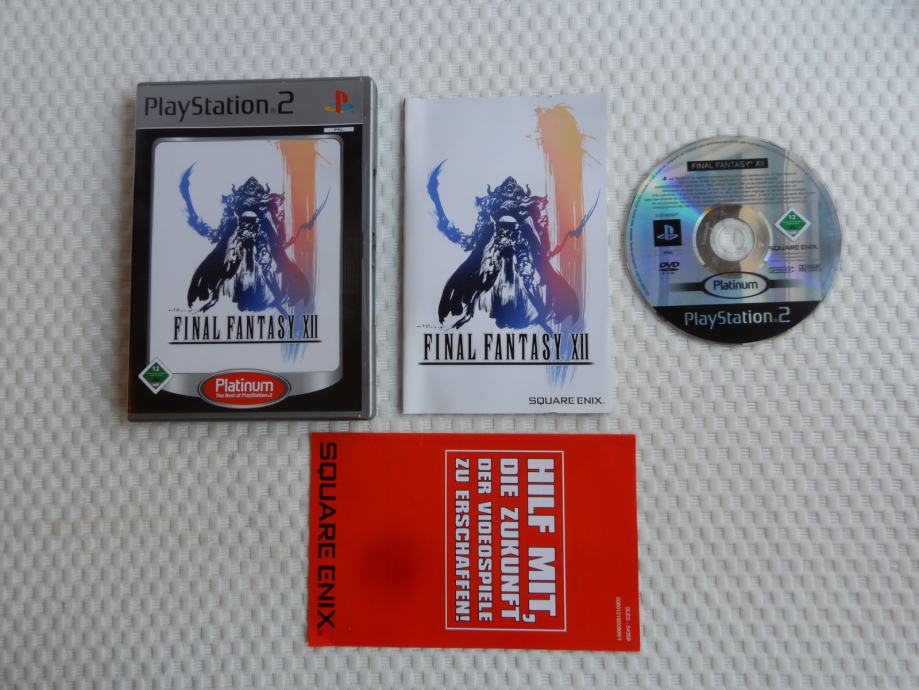 PlayStation®2
PAL
FINAL FANTASY® XII
12
Platinum
The Best of PlayStation®2
FINAL FANTASY® XII
SQUARE ENIX®
FINAL FANTASY® XII
12
SQUARE ENIX
PAL
DVD
Platinum
PlayStation®2
HILF MIT,
DIE ZUKUNFT
DER VIDEOSPIELE
ZU ERSCHAFFEN!
SQUARE ENIX®